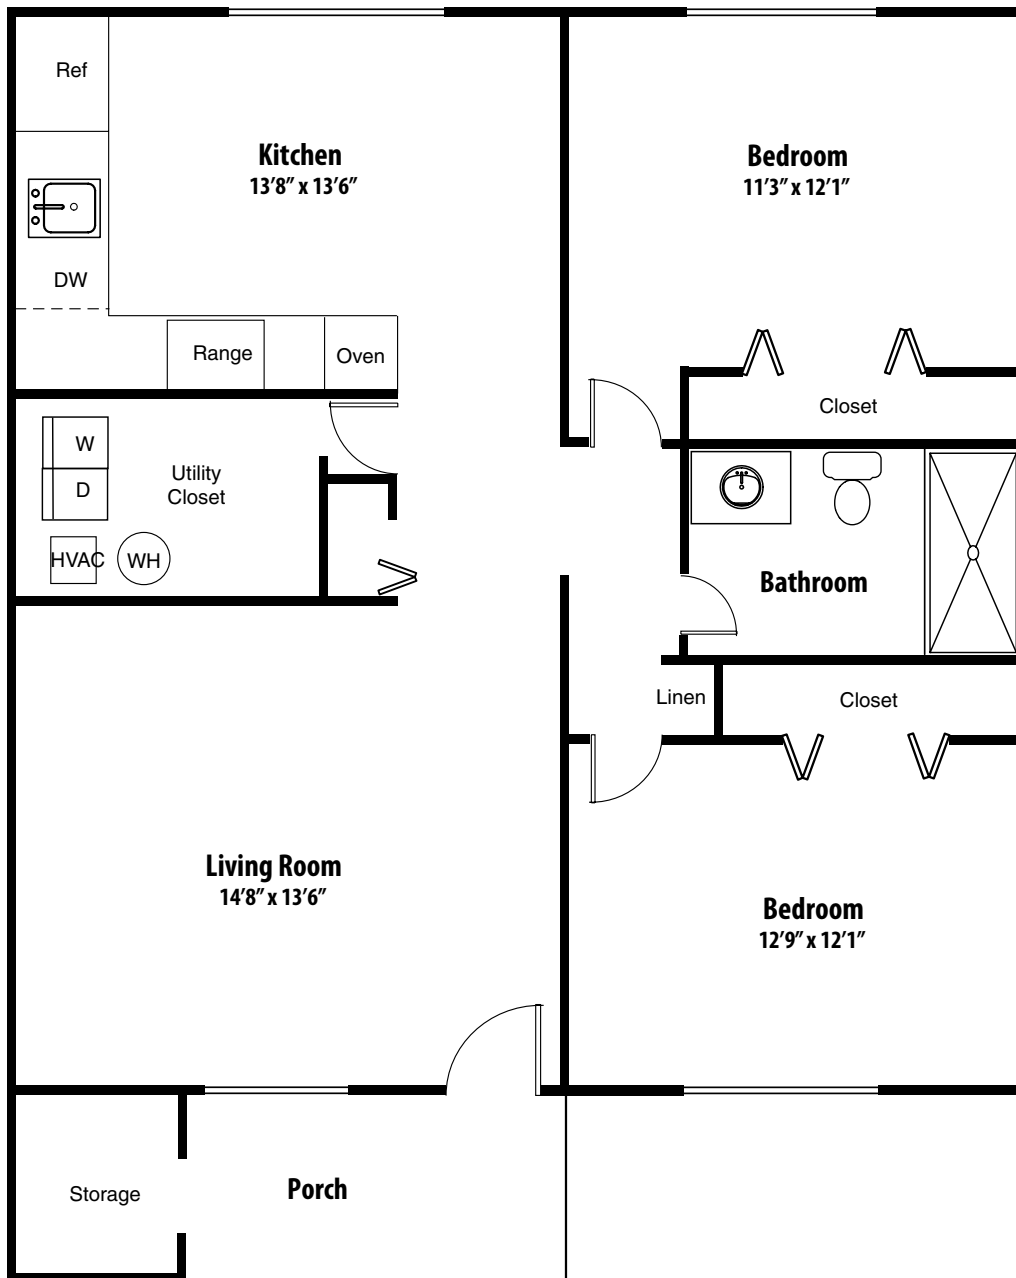 Ref
Kitchen
13’8” x 13’6”
Bedroom
11’3” x 12’1”
DW
Range
Oven
Closet
W
D
Utility
Closet
HVAC
WH
Bathroom
Linen
Closet
Living Room
14’8” x 13’6”
Bedroom
12’9” x 12’1”
Storage
Porch